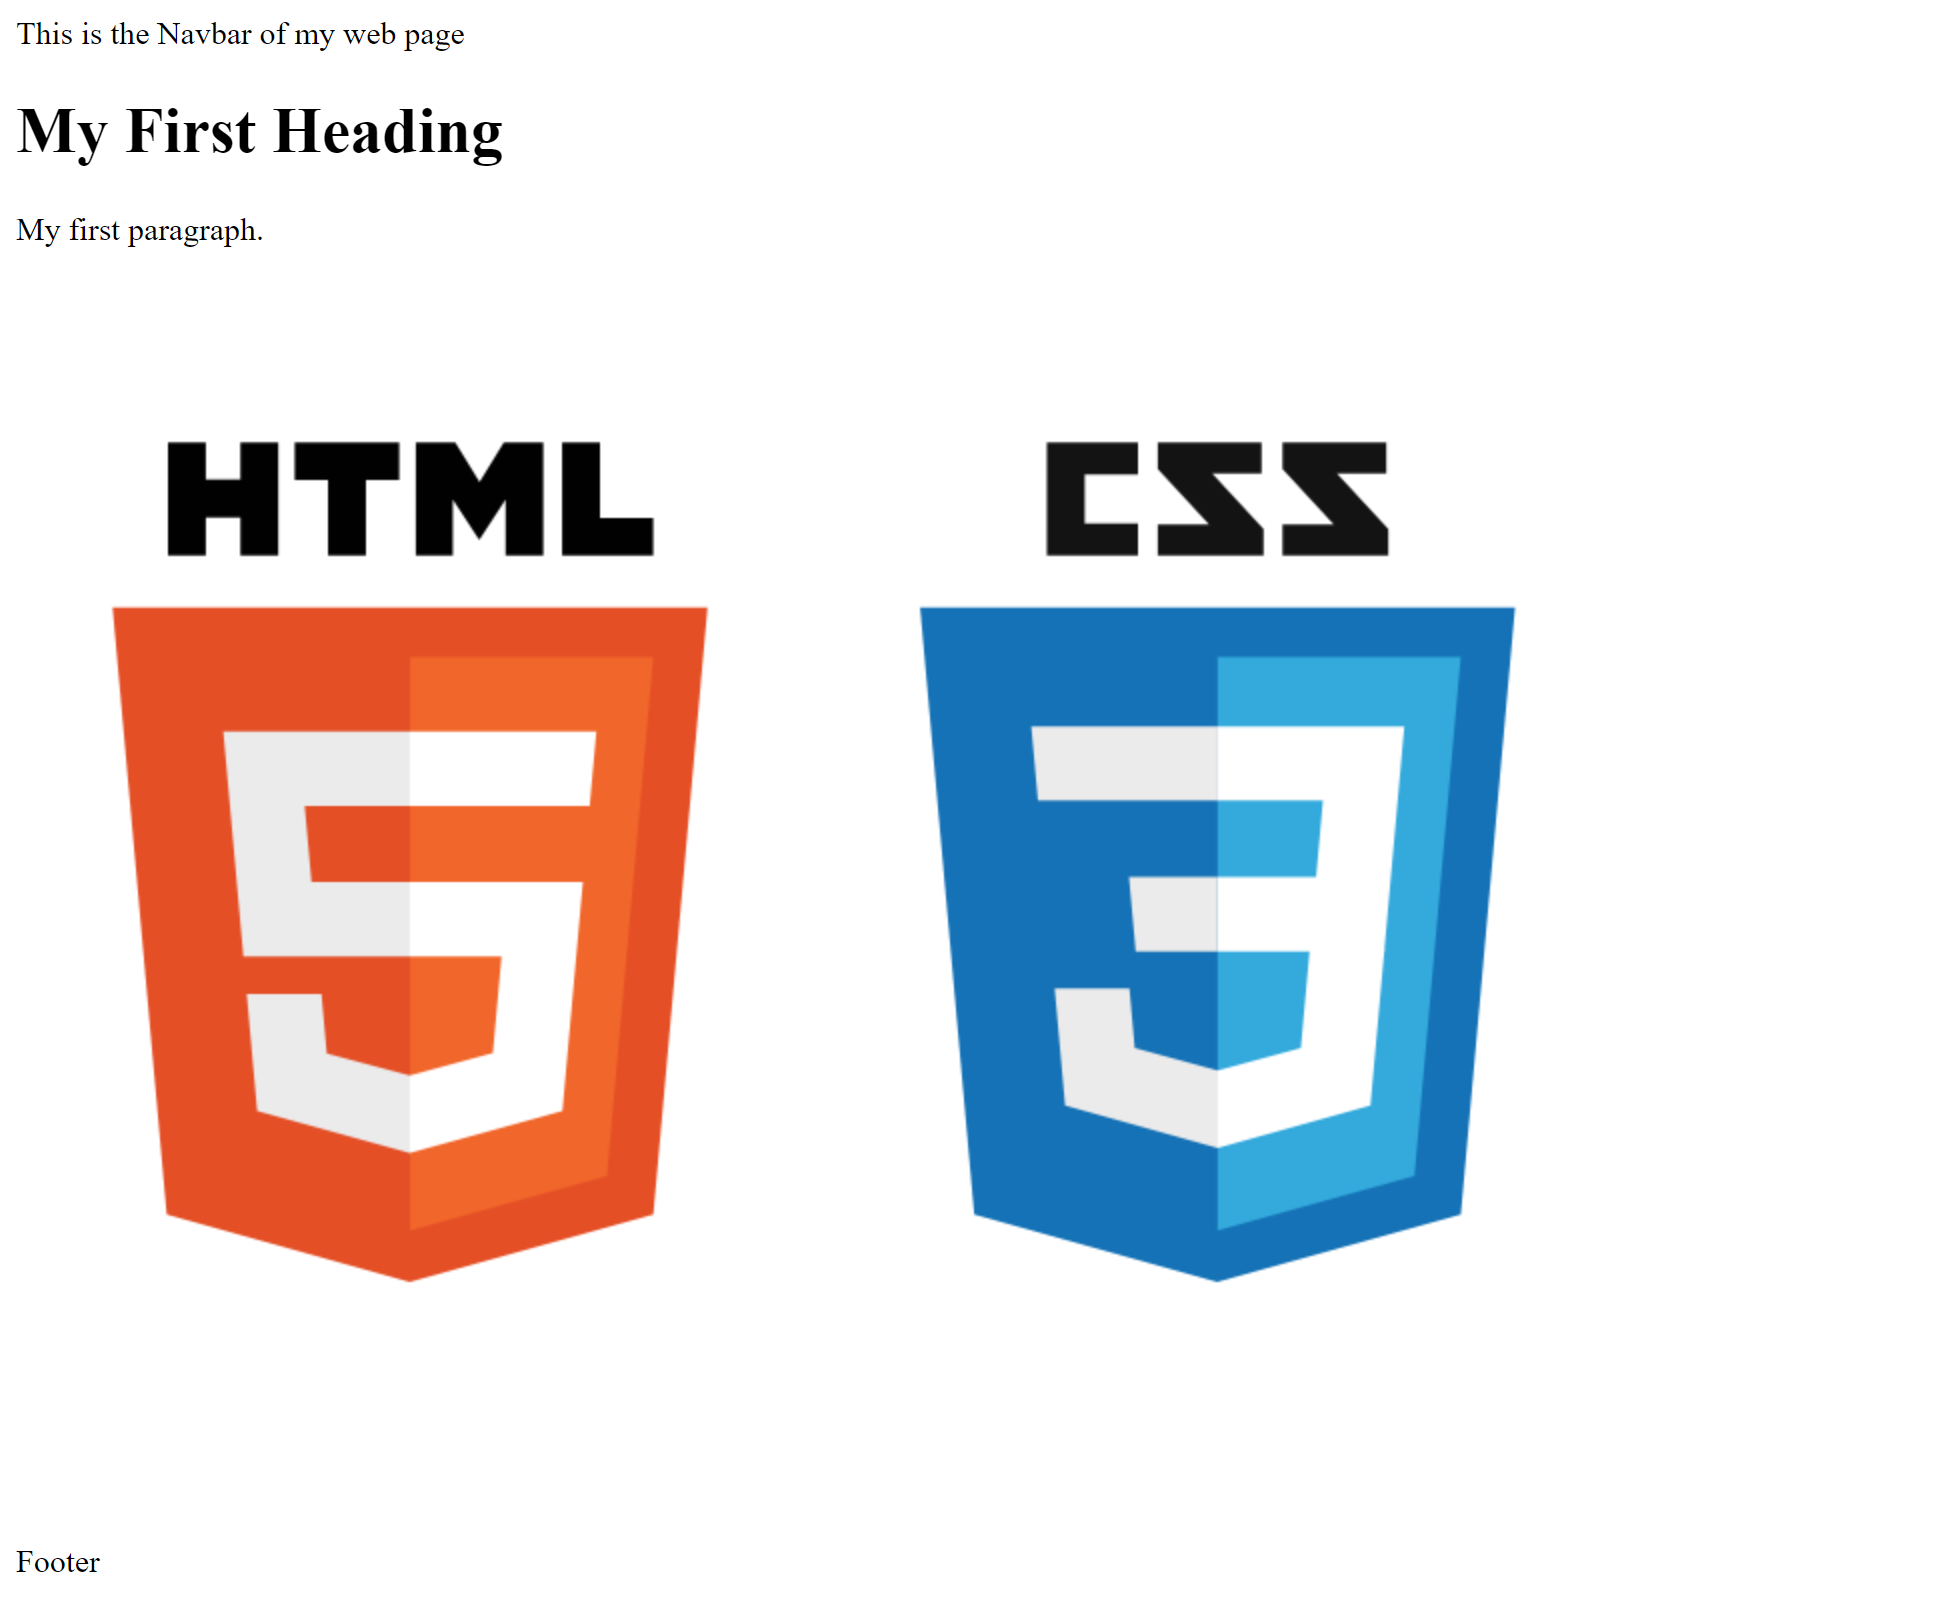 This is the Navbar of my web page
My First Heading
My first paragraph.
HTML CSS
5 3
Footer